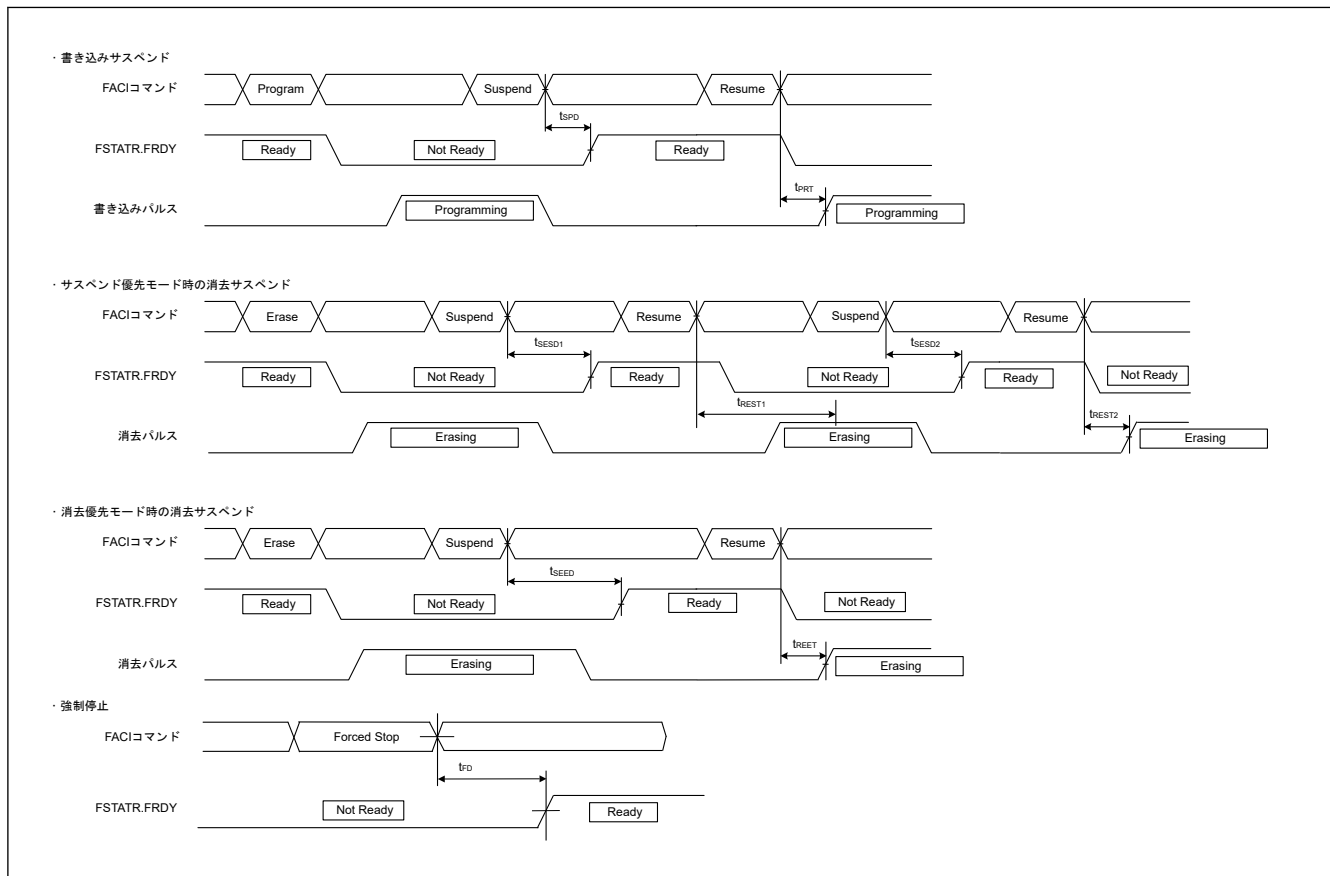 ・書き込みサスペンド
FACIコマンド Program Suspend Resume
tSPD
FSTATR.FRDY Ready Not Ready Ready
tPRT
書き込みパルス Programming Programming
・サスペンド優先モード時の消去サスペンド
FACIコマンド Erase Suspend Resume Suspend Resume
tSESD1 tSESD2
FSTATR.FRDY Ready Not Ready Ready Not Ready Ready Not Ready
tREST1 tREST2
消去パルス Erasing Erasing Erasing
・消去優先モード時の消去サスペンド
FACIコマンド Erase Suspend Resume
tSEED
FSTATR.FRDY Ready Not Ready Ready Not Ready
tREET
消去パルス Erasing Erasing
・強制停止
FACIコマンド Forced Stop
tFD
FSTATR.FRDY Not Ready Ready